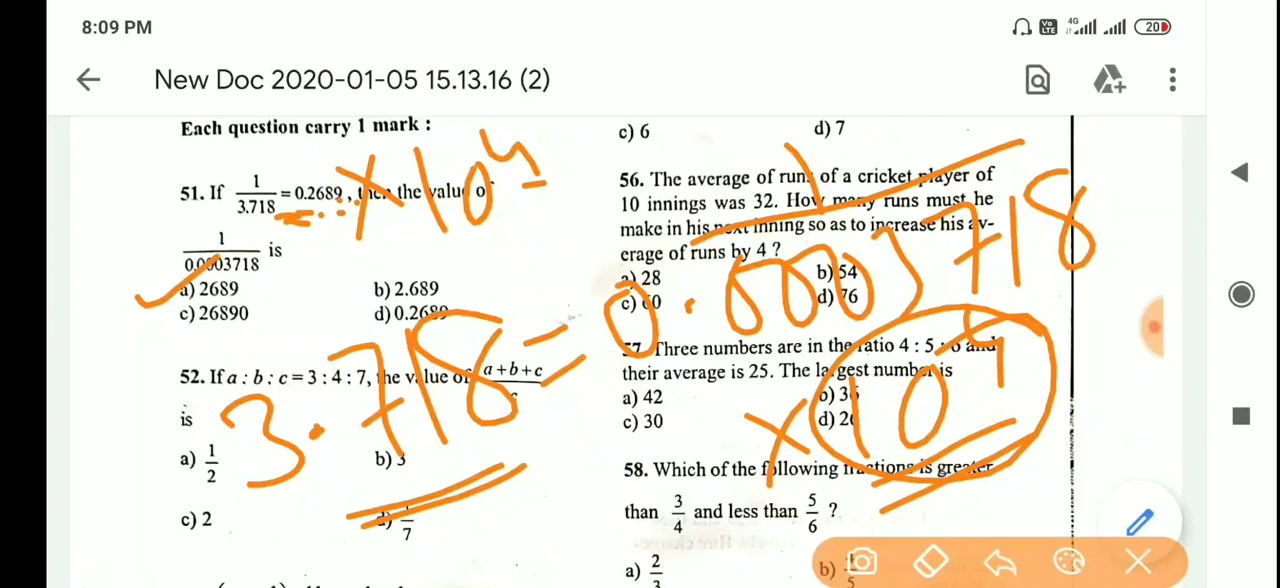 8:09 PM
4G
20
New Doc 2020-01-05 15.13.16 (2)
Each question carry 1 mark :
51. If 1/3.718 = 0.2689, then the value of
1/0.0003718 is
a) 2689 b) 2.689
c) 26890 d) 0.2689
52. If a : b : c = 3 : 4 : 7, the value of a+b+c
is
a) 1/2 b) 3
c) 2 d) 1/7
c) 6 d) 7
56. The average of runs of a cricket player of
10 innings was 32. How many runs must he
make in his next inning so as to increase his av-
erage of runs by 4 ?
a) 28 b) 54
c) 60 d) 76
57. Three numbers are in the ratio 4 : 5 : 6 and
their average is 25. The largest number is
a) 42
c) 30
58. Which of the following fractions is greater
than 3/4 and less than 5/6 ?
a) 2/3 b)
× 10⁴
3.718 = 0.0003718
× 10⁴